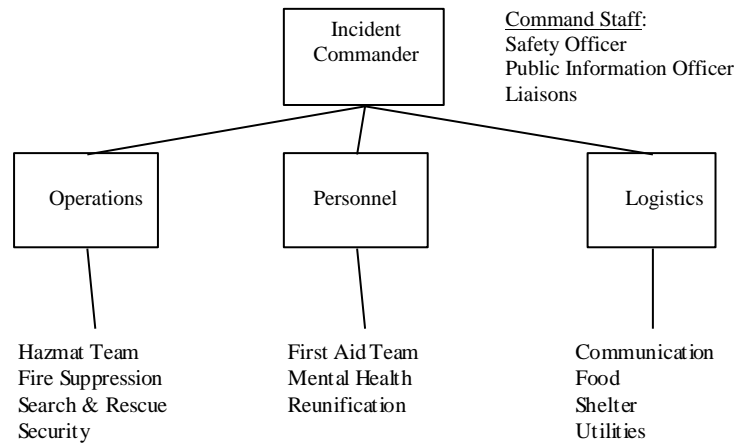 Incident
Commander
Command Staff:
Safety Officer
Public Information Officer
Liaisons
Operations
Personnel
Logistics
Hazmat Team
Fire Suppression
Search & Rescue
Security
First Aid Team
Mental Health
Reunification
Communication
Food
Shelter
Utilities